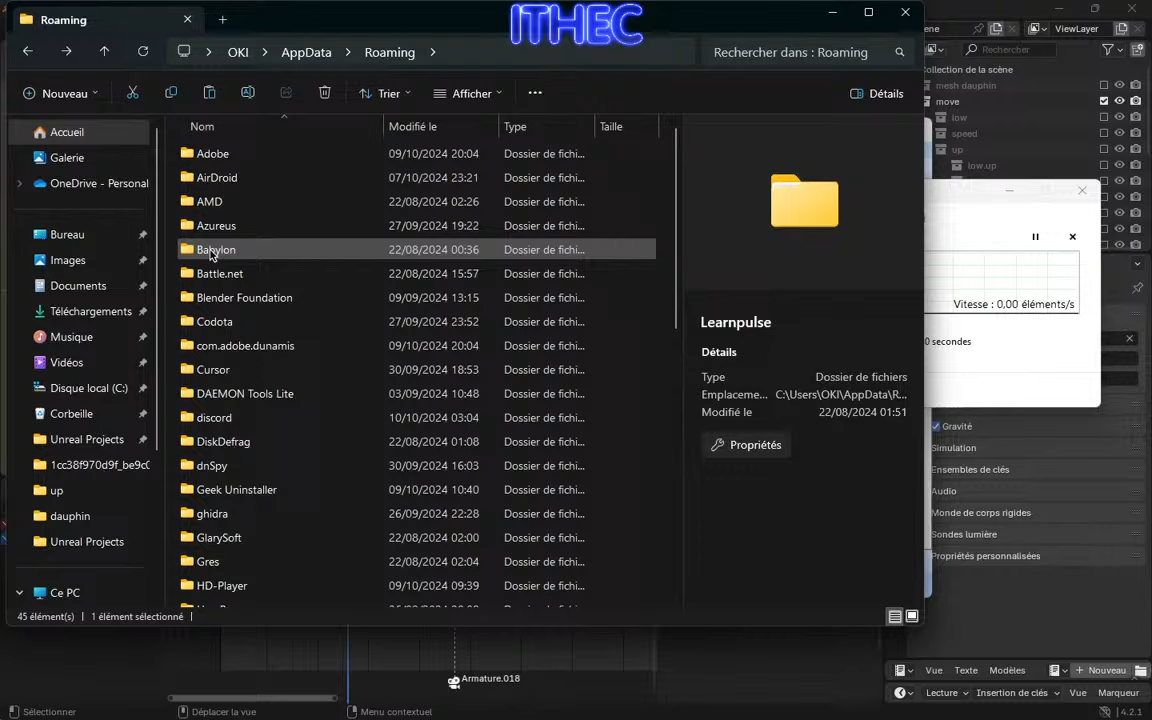 Roaming
ITHEC
OKI > AppData > Roaming >
Rechercher dans : Roaming
Nouveau
Trier
Afficher
Détails
Accueil
Galerie
OneDrive - Personal
Bureau
Images
Documents
Téléchargements
Musique
Vidéos
Disque local (C:)
Corbeille
Unreal Projects
1cc38f970d9f_be9c0
up
dauphin
Unreal Projects
Ce PC
Nom Modifié le Type Taille
Adobe 09/10/2024 20:04 Dossier de fichi...
AirDroid 07/10/2024 23:21 Dossier de fichi...
AMD 22/08/2024 02:26 Dossier de fichi...
Azureus 27/09/2024 19:22 Dossier de fichi...
Babylon 22/08/2024 00:36 Dossier de fichi...
Battle.net 22/08/2024 15:57 Dossier de fichi...
Blender Foundation 09/09/2024 13:15 Dossier de fichi...
Codota 27/09/2024 23:52 Dossier de fichi...
com.adobe.dunamis 09/10/2024 20:04 Dossier de fichi...
Cursor 30/09/2024 18:53 Dossier de fichi...
DAEMON Tools Lite 03/09/2024 10:48 Dossier de fichi...
discord 10/10/2024 03:04 Dossier de fichi...
DiskDefrag 22/08/2024 01:08 Dossier de fichi...
dnSpy 30/09/2024 16:03 Dossier de fichi...
Geek Uninstaller 09/10/2024 10:40 Dossier de fichi...
ghidra 26/09/2024 22:28 Dossier de fichi...
GlarySoft 22/08/2024 02:00 Dossier de fichi...
Gres 22/08/2024 02:04 Dossier de fichi...
HD-Player 09/10/2024 09:39 Dossier de fichi...
Learnpulse
Détails
Type Dossier de fichiers
Emplaceme... C:\Users\OKI\AppData\R...
Modifié le 22/08/2024 01:51
Propriétés
45 élément(s) | 1 élément sélectionné |
ViewLayer
Rechercher
ollection de la scène
mesh dauphin
move
low
speed
up
low.up
Vitesse : 0,00 éléments/s
0 secondes
Gravité
Simulation
Ensembles de clés
Audio
Monde de corps rigides
Sondes lumière
Propriétés personnalisées
Armature.018
Vue Texte Modèles
+ Nouveau
Lecture Insertion de clés Vue Marqueur
Sélectionner
Déplacer la vue
Menu contextuel
4.2.1